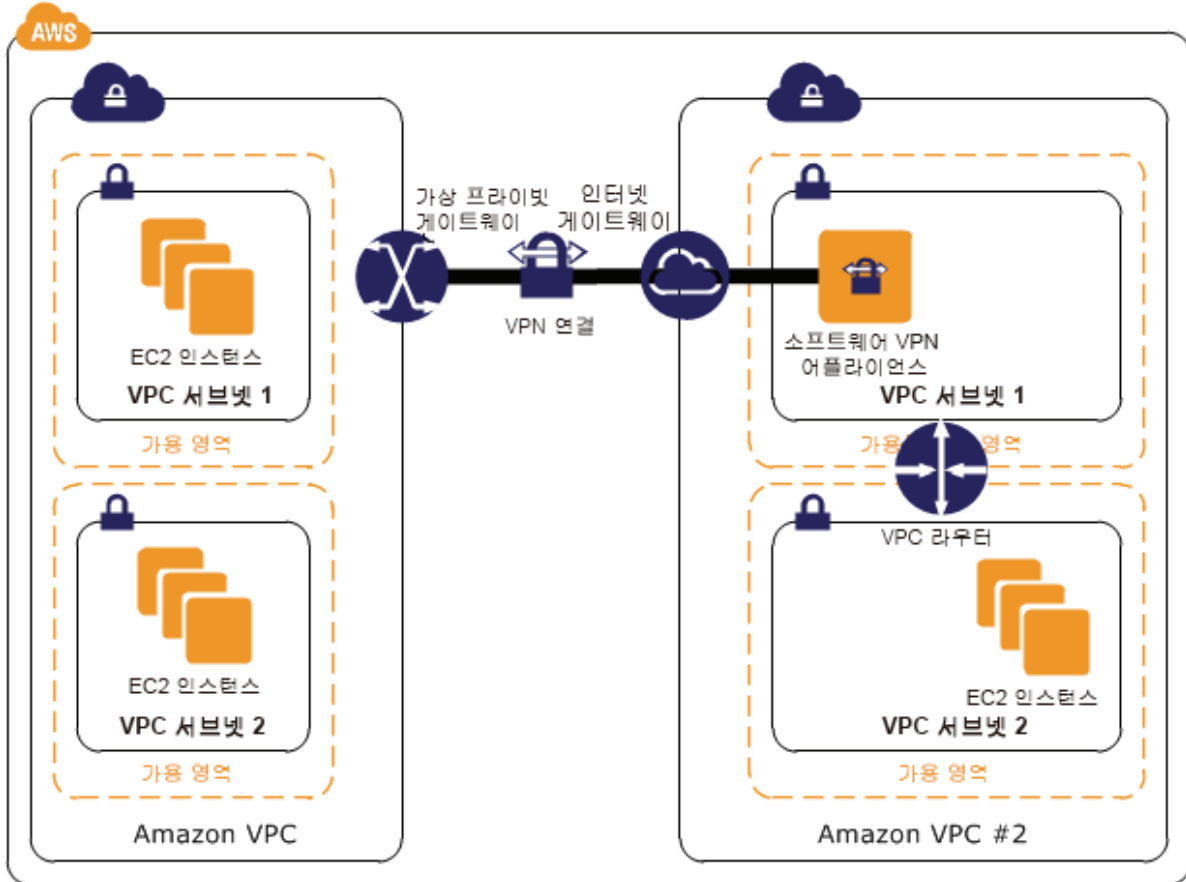 AWS
가상 프라이빗
게이트웨이
인터넷
게이트웨이
VPN 연결
EC2 인스턴스
VPC 서브넷 1
가용 영역
EC2 인스턴스
VPC 서브넷 2
가용 영역
Amazon VPC
소프트웨어 VPN
어플라이언스
VPC 서브넷 1
가용 영역
VPC 라우터
EC2 인스턴스
VPC 서브넷 2
가용 영역
Amazon VPC #2